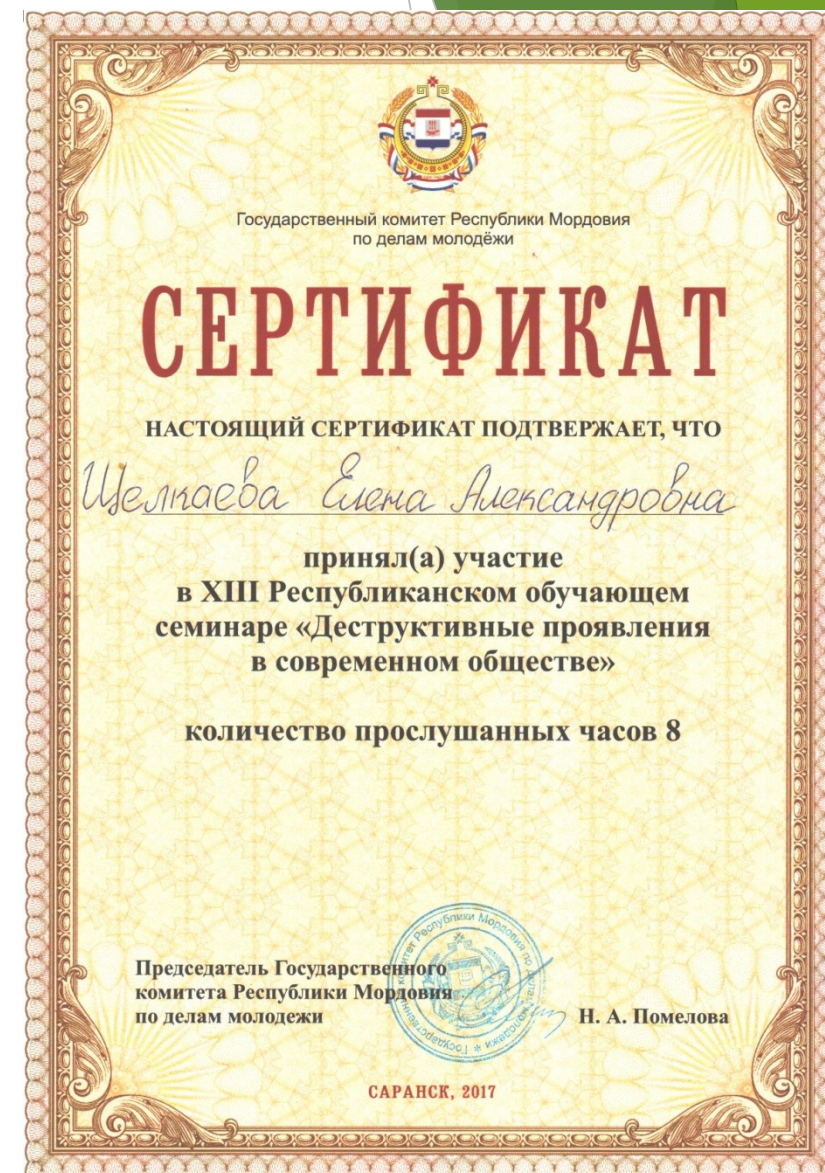 Государственный комитет Республики Мордовия
по делам молодёжи
СЕРТИФИКАТ
НАСТОЯЩИЙ СЕРТИФИКАТ ПОДТВЕРЖАЕТ, ЧТО
Щелкаева Елена Александровна
принял(а) участие
в XIII Республиканском обучающем
семинаре «Деструктивные проявления
в современном обществе»
количество прослушанных часов 8
Председатель Государственного
комитета Республики Мордовия
по делам молодежи
Н. А. Помелова
САРАНСК, 2017